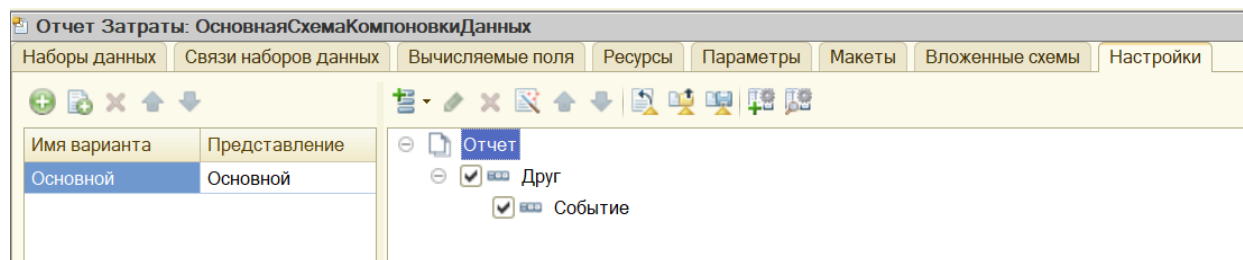 Отчет Затраты: ОсновнаяСхемаКомпоновкиДанных
Наборы данных Связи наборов данных Вычисляемые поля Ресурсы Параметры Макеты Вложенные схемы Настройки
Имя варианта Представление
Отчет
Основной Основной
Друг
Событие